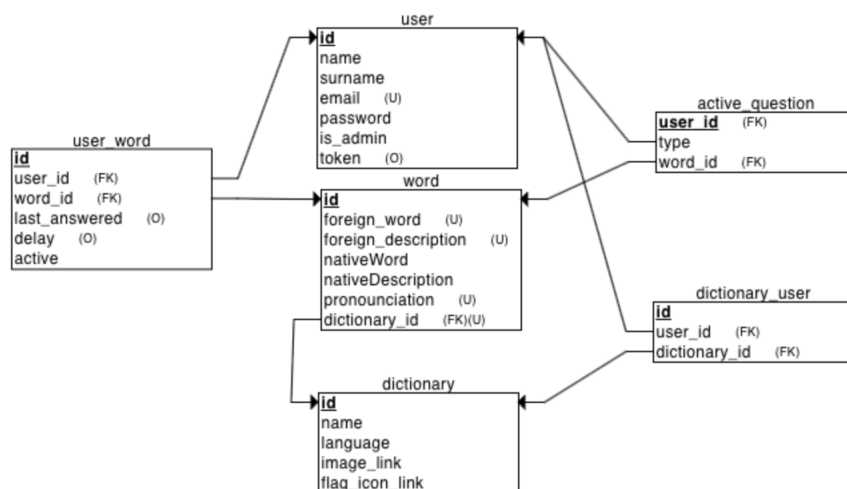 user
id
name
surname
email (U)
password
is_admin
token (O)
active_question
user_id (FK)
type
word_id (FK)
user_word
id
user_id (FK)
word_id (FK)
last_answered (O)
delay (O)
active
word
id
foreign_word (U)
foreign_description (U)
nativeWord
nativeDescription
pronounciation (U)
dictionary_id (FK)(U)
dictionary_user
id
user_id (FK)
dictionary_id (FK)
dictionary
id
name
language
image_link
flag_icon_link